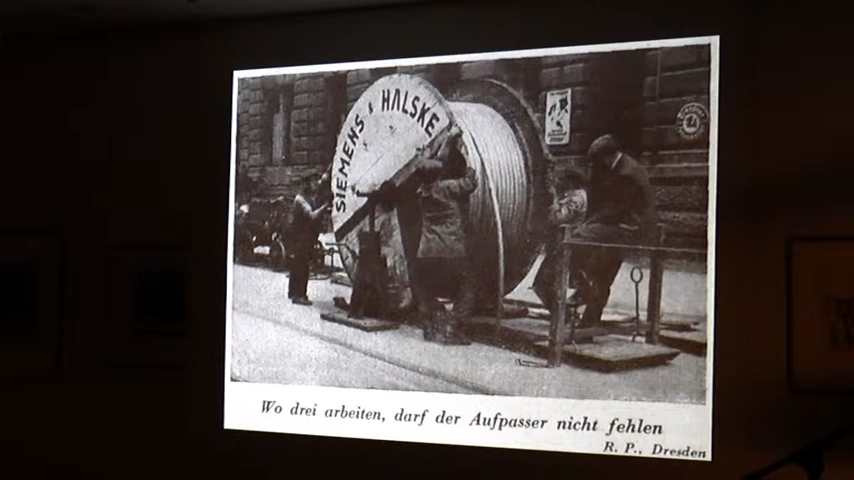 SIEMENS & HALSKE
Wo drei arbeiten, darf der Aufpasser nicht fehlen
R. P., Dresden